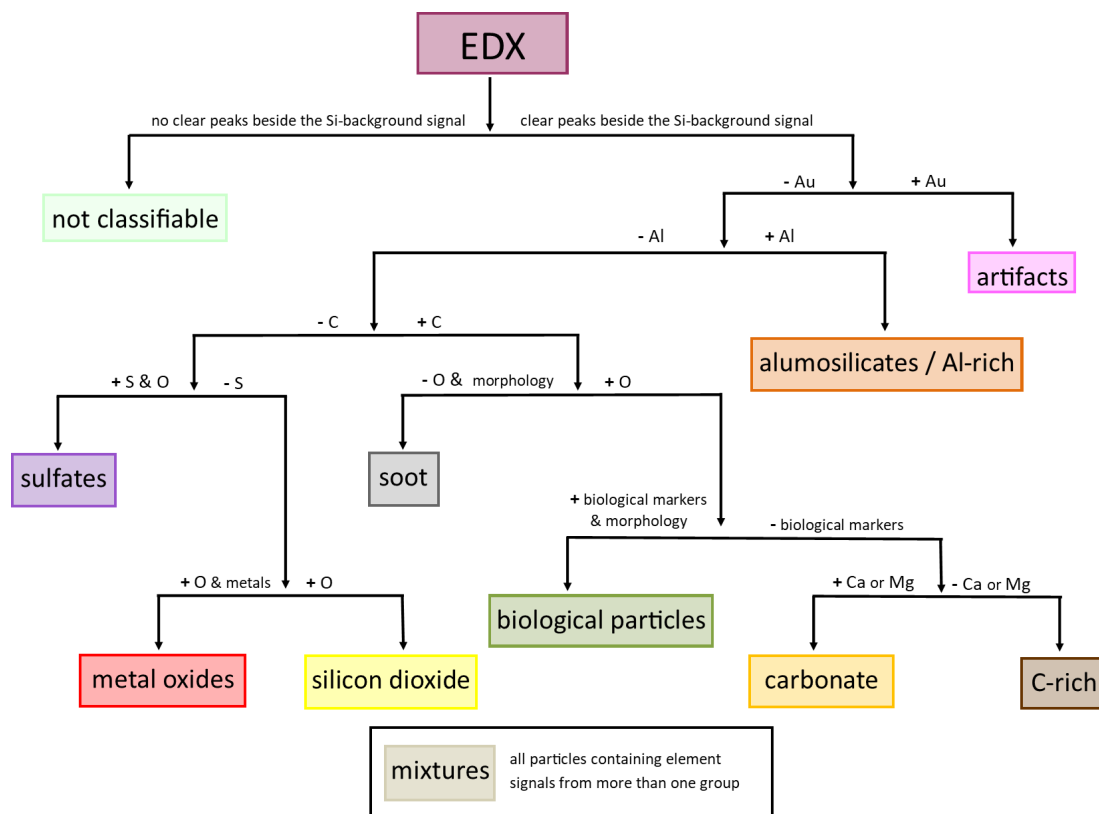 EDX
no clear peaks beside the Si-background signal
clear peaks beside the Si-background signal
- Au
+ Au
not classifiable
- Al
+ Al
artifacts
- C
+ C
alumosilicates / Al-rich
+ S & O
- S
- O & morphology
+ O
sulfates
soot
+ biological markers
& morphology
- biological markers
+ O & metals
+ O
+ Ca or Mg
- Ca or Mg
biological particles
metal oxides
silicon dioxide
carbonate
C-rich
mixtures
all particles containing element
signals from more than one group